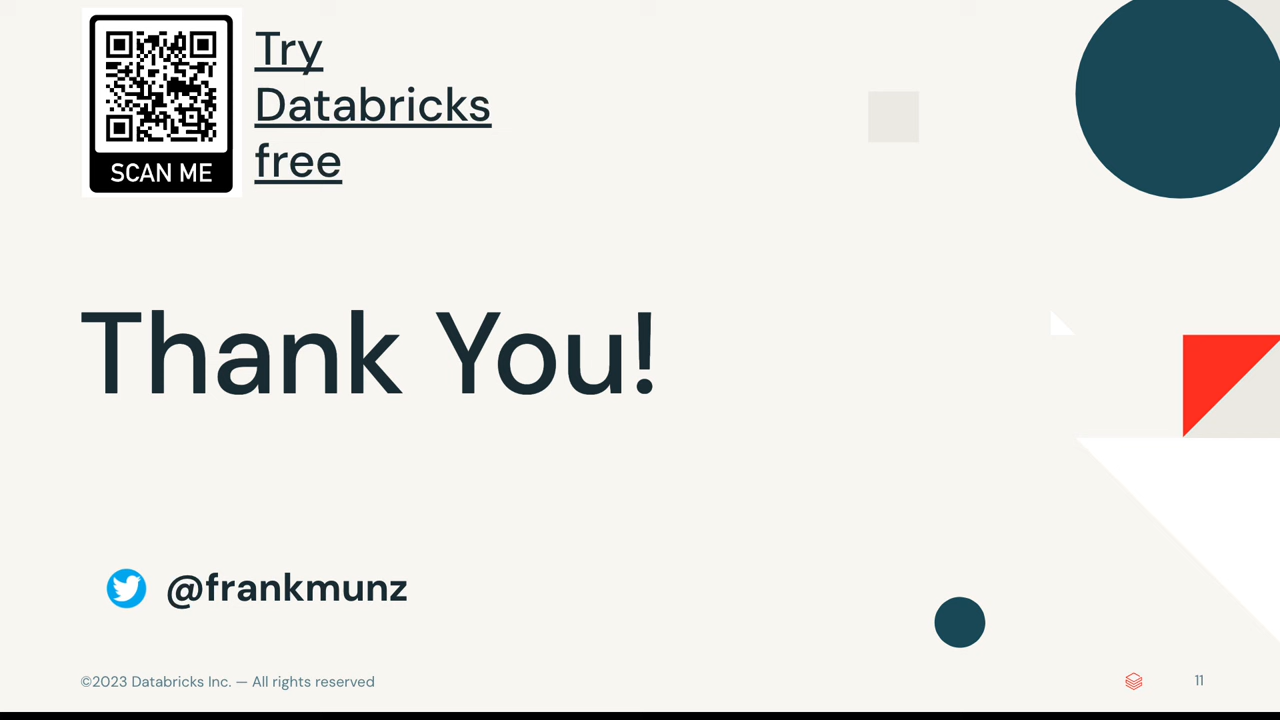 SCAN ME
Try
Databricks
free
Thank You!
@frankmunz
©2023 Databricks Inc. — All rights reserved
11